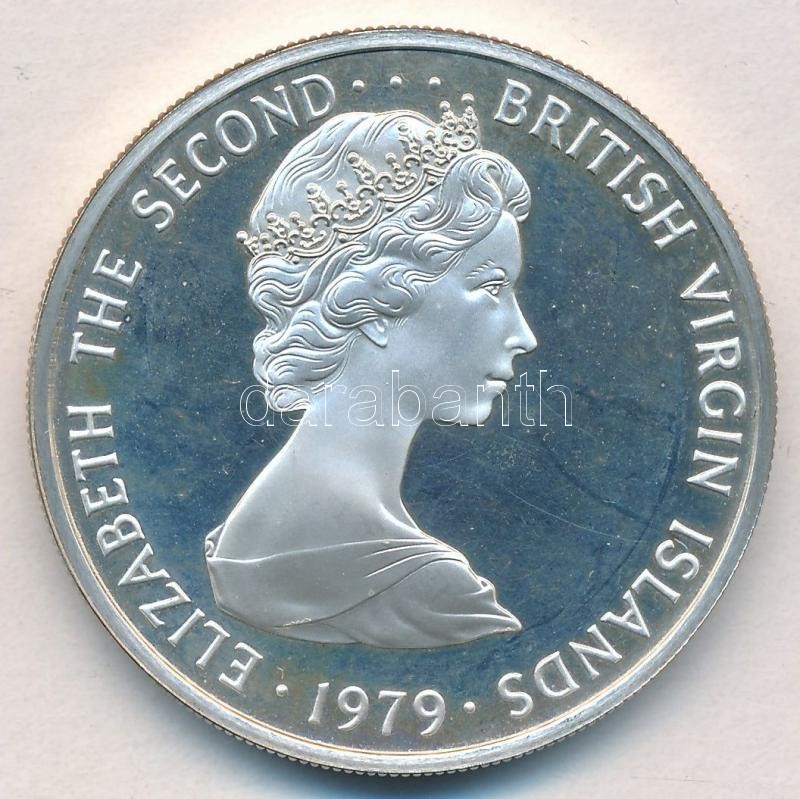 ELIZABETH THE SECOND · · · · BRITISH VIRGIN ISLANDS
· 1979 ·
darabanth